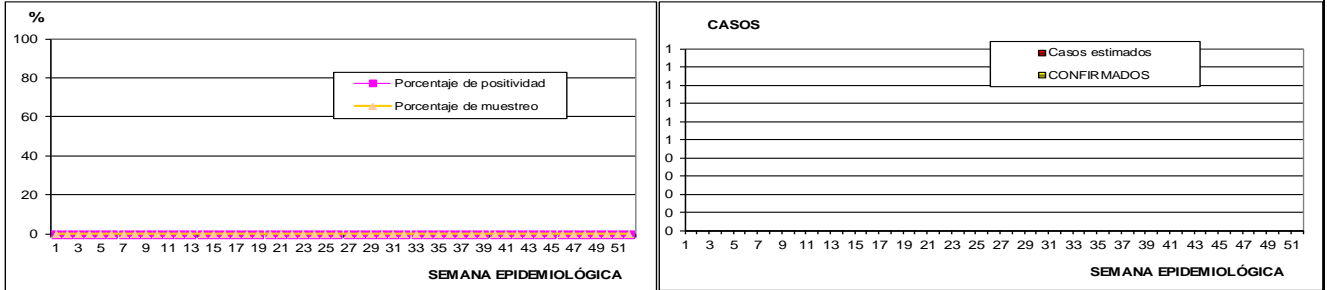 %
100
80
60
40
20
0
Porcentaje de positividad
Porcentaje de muestreo
1 3 5 7 9 11 13 15 17 19 21 23 25 27 29 31 33 35 37 39 41 43 45 47 49 51
SEMANA EPIDEMIOLÓGICA
CASOS
1
1
1
1
1
1
0
0
0
0
0
Casos estimados
CONFIRMADOS
1 3 5 7 9 11 13 15 17 19 21 23 25 27 29 31 33 35 37 39 41 43 45 47 49 51
SEMANA EPIDEMIOLÓGICA